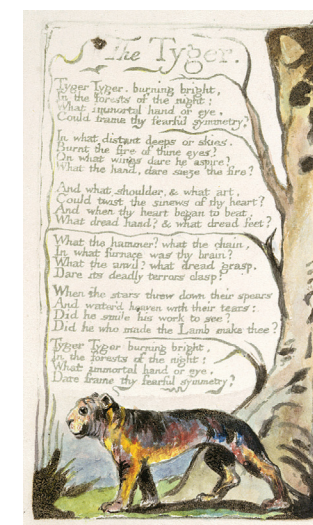 The Tyger.
Tyger Tyger, burning bright,
In the forests of the night;
What immortal hand or eye,
Could frame thy fearful symmetry?
In what distant deeps or skies.
Burnt the fire of thine eyes?
On what wings dare he aspire?
What the hand, dare sieze the fire?
And what shoulder, & what art,
Could twist the sinews of thy heart?
And when thy heart began to beat,
What dread hand? & what dread feet?
What the hammer? what the chain,
In what furnace was thy brain?
What the anvil? what dread grasp,
Dare its deadly terrors clasp?
When the stars threw down their spears
And water'd heaven with their tears:
Did he smile his work to see?
Did he who made the Lamb make thee?
Tyger Tyger burning bright,
In the forests of the night:
What immortal hand or eye,
Dare frame thy fearful symmetry?